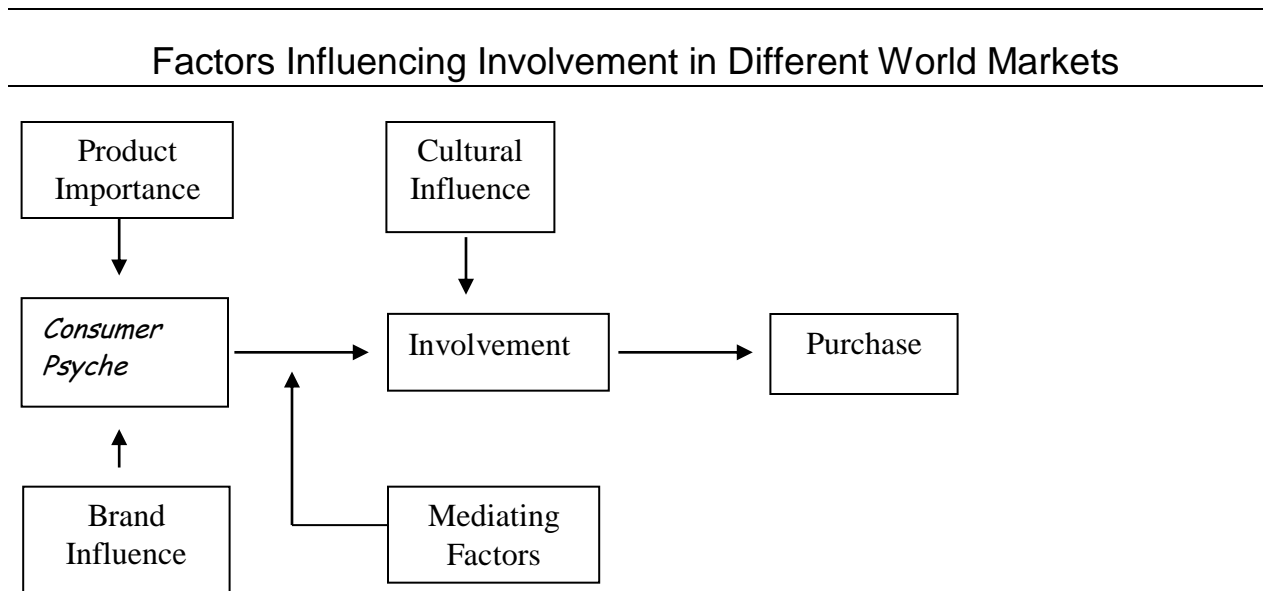 Factors Influencing Involvement in Different World Markets
Product
Importance
Cultural
Influence
Consumer
Psyche
Involvement
Purchase
Brand
Influence
Mediating
Factors